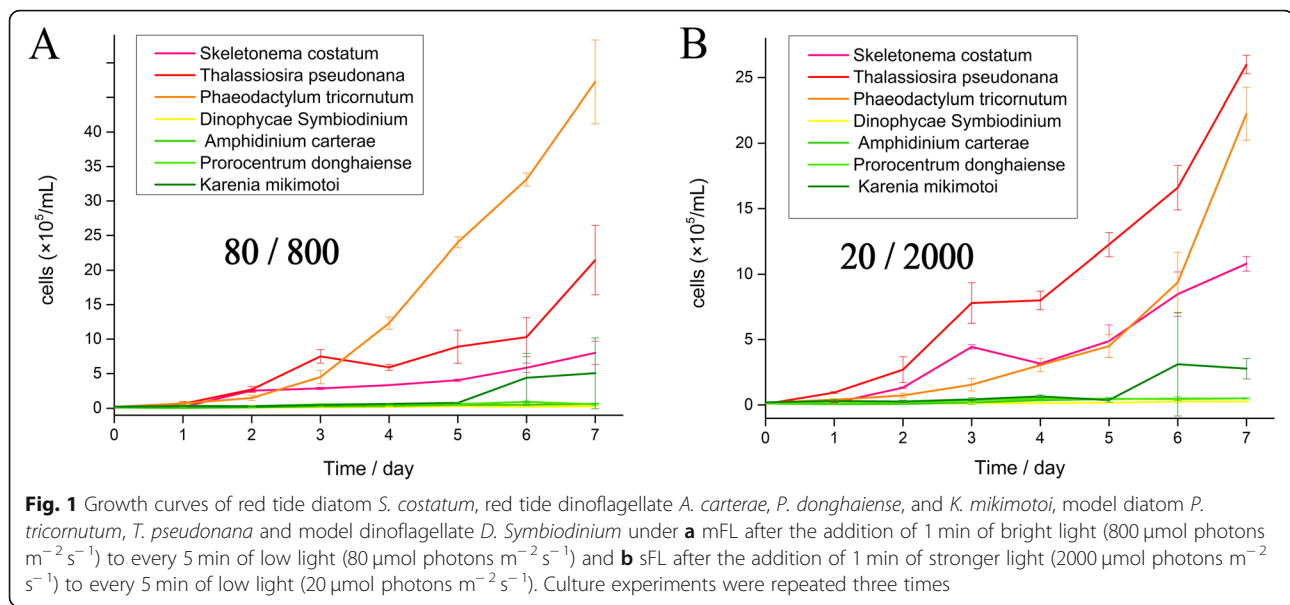 A
Skeletonema costatum
Thalassiosira pseudonana
Phaeodactylum tricornutum
Dinophycae Symbiodinium
Amphidinium carterae
Prorocentrum donghaiense
Karenia mikimotoi
80 / 800
cells (×10⁵/mL)
40
35
30
25
20
15
10
5
0
0 1 2 3 4 5 6 7
Time / day
B
Skeletonema costatum
Thalassiosira pseudonana
Phaeodactylum tricornutum
Dinophycae Symbiodinium
Amphidinium carterae
Prorocentrum donghaiense
Karenia mikimotoi
20 / 2000
cells (×10⁵/mL)
25
20
15
10
5
0
0 1 2 3 4 5 6 7
Time / day
Fig. 1 Growth curves of red tide diatom S. costatum, red tide dinoflagellate A. carterae, P. donghaiense, and K. mikimotoi, model diatom P.
tricornutum, T. pseudonana and model dinoflagellate D. Symbiodinium under a mFL after the addition of 1 min of bright light (800 μmol photons
m⁻² s⁻¹) to every 5 min of low light (80 μmol photons m⁻² s⁻¹) and b sFL after the addition of 1 min of stronger light (2000 μmol photons m⁻²
s⁻¹) to every 5 min of low light (20 μmol photons m⁻² s⁻¹). Culture experiments were repeated three times